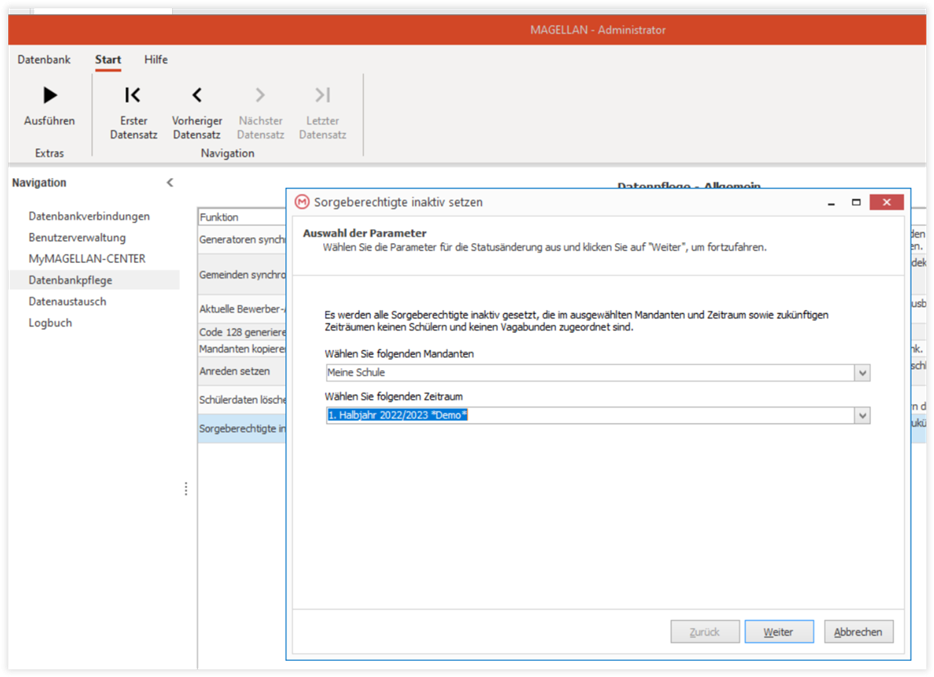 MAGELLAN - Administrator
Datenbank Start Hilfe
Ausführen
Erster Datensatz
Vorheriger Datensatz
Nächster Datensatz
Letzter Datensatz
Extras
Navigation
Navigation
Datenbankverbindungen
Benutzerverwaltung
MyMAGELLAN-CENTER
Datenbankpflege
Datenaustausch
Logbuch
Datenpflege - Allgemein
Funktion
Generatoren synchr
Gemeinden synchro
Aktuelle Bewerber-
Code 128 generiere
Mandanten kopieren
Anreden setzen
Schülerdaten lösche
Sorgeberechtigte in
Sorgeberechtigte inaktiv setzen
Auswahl der Parameter
Wählen Sie die Parameter für die Statusänderung aus und klicken Sie auf "Weiter", um fortzufahren.
Es werden alle Sorgeberechtigte inaktiv gesetzt, die im ausgewählten Mandanten und Zeitraum sowie zukünftigen
Zeiträumen keinen Schülern und keinen Vagabunden zugeordnet sind.
Wählen Sie folgenden Mandanten
Meine Schule
Wählen Sie folgenden Zeitraum
1. Halbjahr 2022/2023 *Demo*
Zurück Weiter Abbrechen